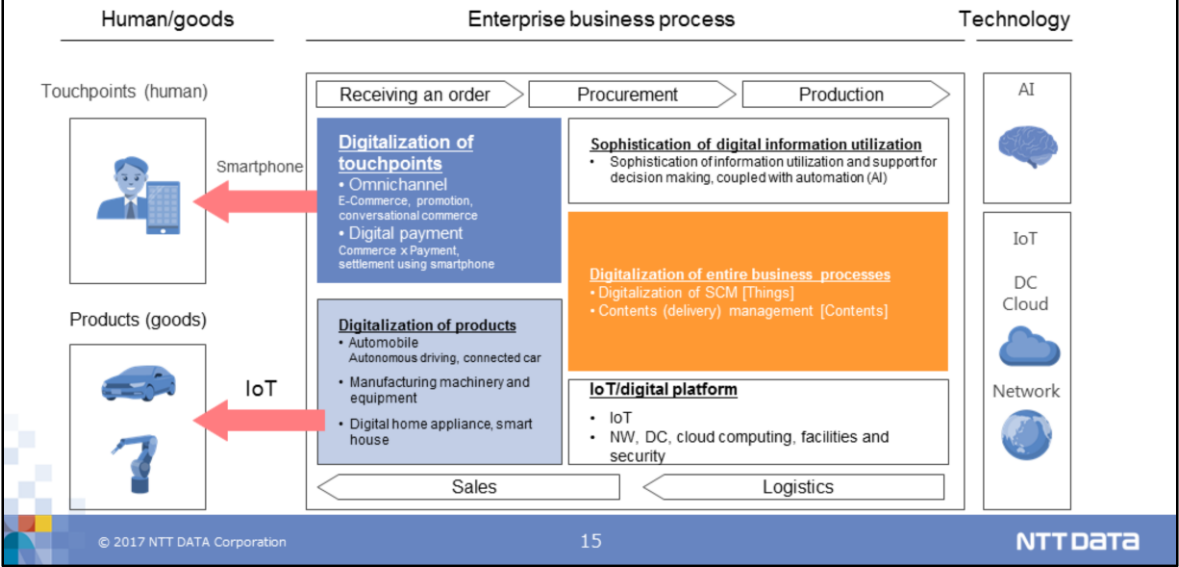 Human/goods
Enterprise business process
Technology
Touchpoints (human)
Smartphone
Products (goods)
IoT
Receiving an order
Procurement
Production
Digitalization of
touchpoints
• Omnichannel
E-Commerce, promotion,
conversational commerce
• Digital payment
Commerce x Payment,
settlement using smartphone
Sophistication of digital information utilization
• Sophistication of information utilization and support for
decision making, coupled with automation (AI)
Digitalization of entire business processes
• Digitalization of SCM [Things]
• Contents (delivery) management [Contents]
Digitalization of products
• Automobile
Autonomous driving, connected car
• Manufacturing machinery and
equipment
• Digital home appliance, smart
house
IoT/digital platform
• IoT
• NW, DC, cloud computing, facilities and
security
Sales
Logistics
AI
IoT
DC
Cloud
Network
© 2017 NTT DATA Corporation
15
NTT DATA